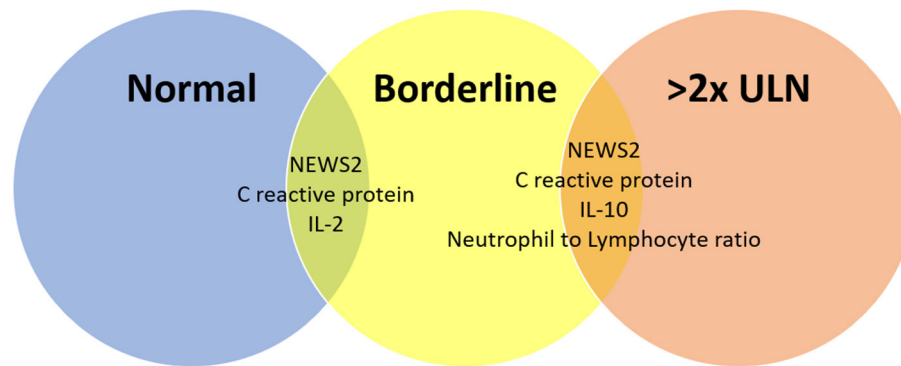 Normal
Borderline
>2x ULN
NEWS2
C reactive protein
IL-2
NEWS2
C reactive protein
IL-10
Neutrophil to Lymphocyte ratio